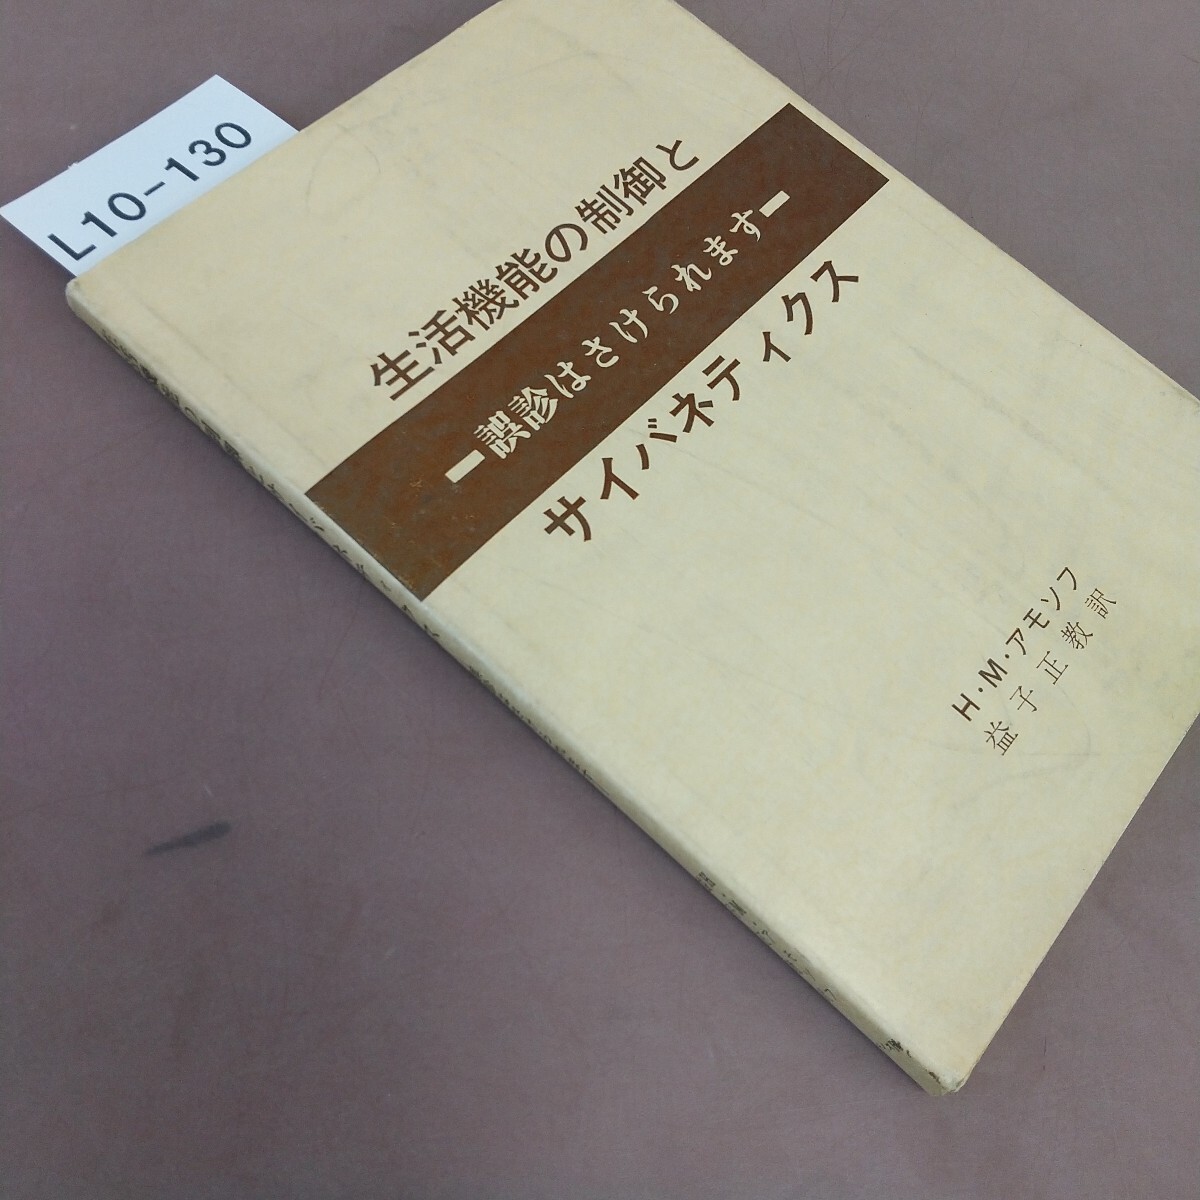 L10-130
生活機能の制御と
ー誤診はさけられますー
サイバネティクス
H・M・アモソフ
益子正教訳